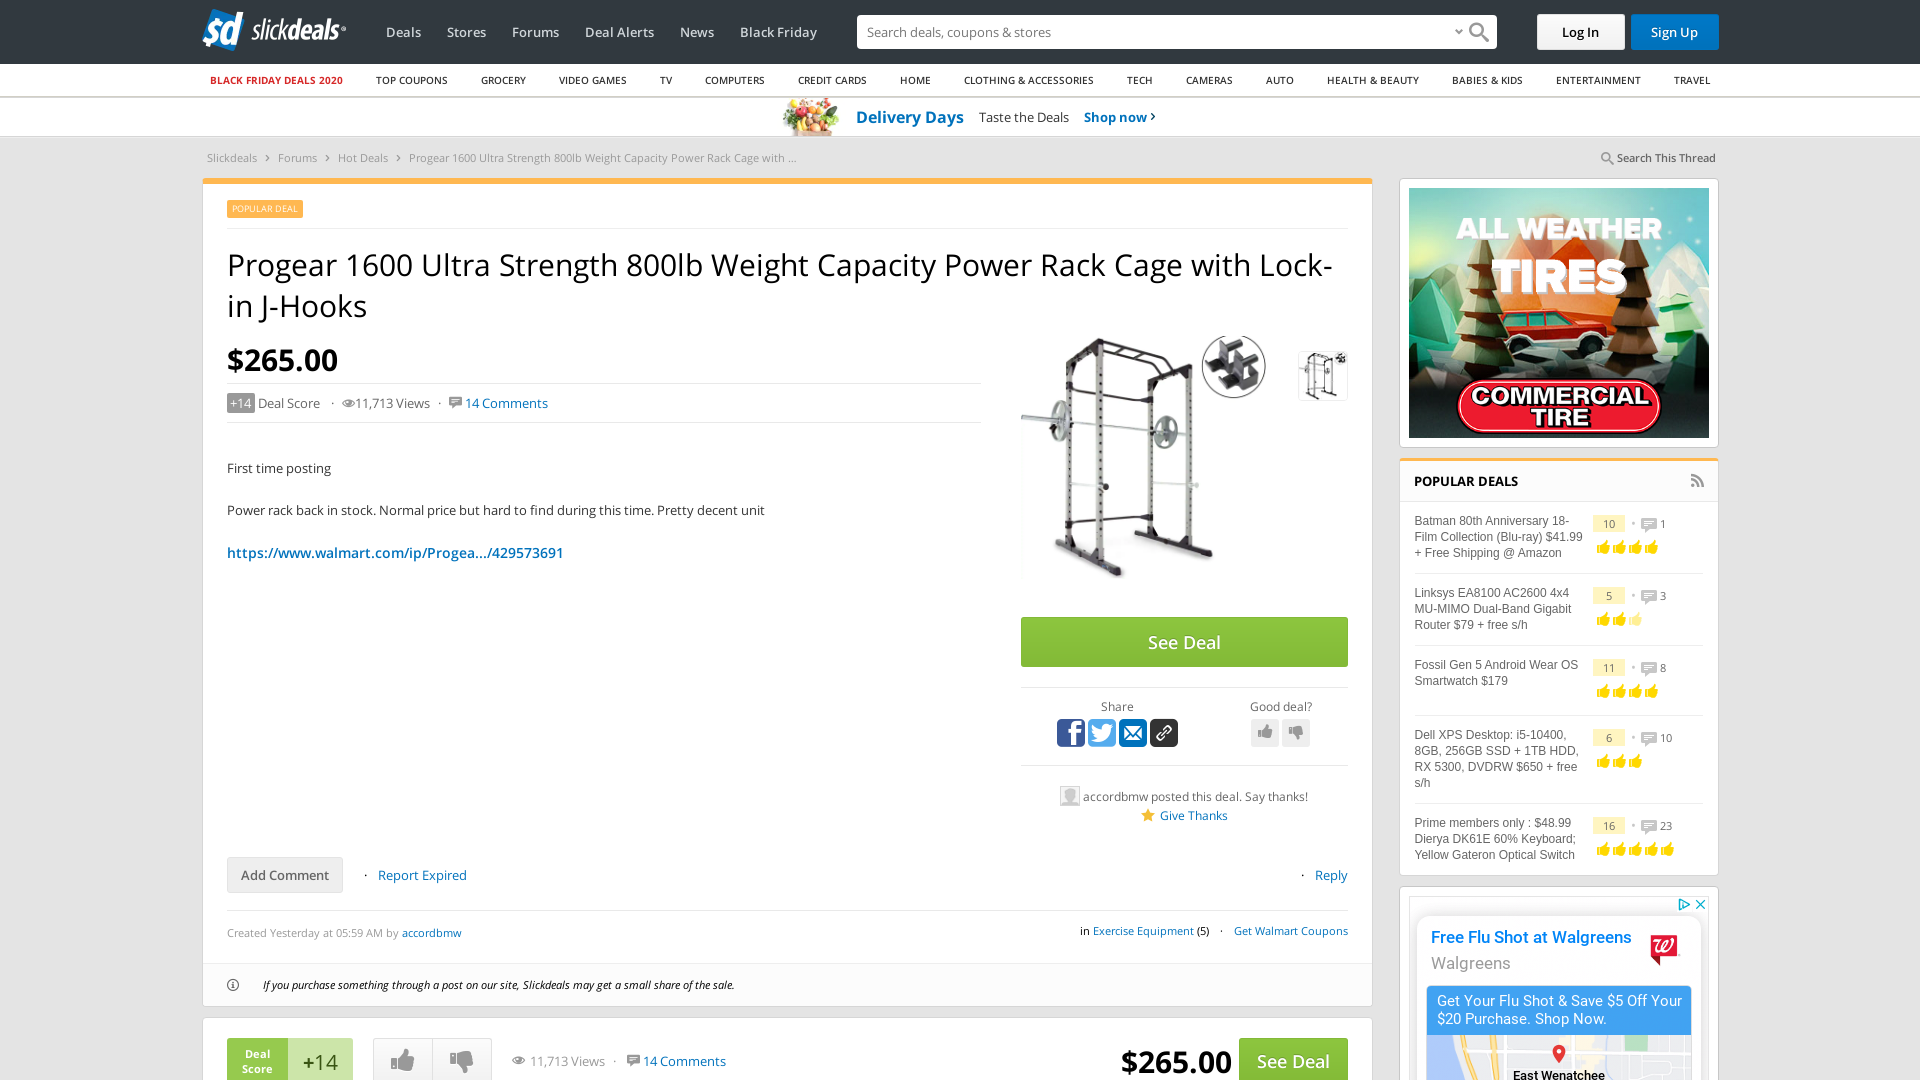 slickdeals
Deals Stores Forums Deal Alerts News Black Friday
Search deals, coupons & stores
Log In
Sign Up
BLACK FRIDAY DEALS 2020 TOP COUPONS GROCERY VIDEO GAMES TV COMPUTERS CREDIT CARDS HOME CLOTHING & ACCESSORIES TECH CAMERAS AUTO HEALTH & BEAUTY BABIES & KIDS ENTERTAINMENT TRAVEL
Delivery Days Taste the Deals Shop now ›
Slickdeals › Forums › Hot Deals › Progear 1600 Ultra Strength 800lb Weight Capacity Power Rack Cage with ...
Search This Thread
POPULAR DEAL
Progear 1600 Ultra Strength 800lb Weight Capacity Power Rack Cage with Lock-
in J-Hooks
$265.00
+14 Deal Score · 11,713 Views · 14 Comments
First time posting
Power rack back in stock. Normal price but hard to find during this time. Pretty decent unit
https://www.walmart.com/ip/Progea.../429573691
See Deal
Share
Good deal?
accordbmw posted this deal. Say thanks!
Give Thanks
Add Comment · Report Expired
· Reply
Created Yesterday at 05:59 AM by accordbmw
in Exercise Equipment (5) · Get Walmart Coupons
If you purchase something through a post on our site, Slickdeals may get a small share of the sale.
Deal
Score
+14
11,713 Views · 14 Comments
$265.00
See Deal
ALL WEATHER
TIRES
COMMERCIAL
TIRE
POPULAR DEALS
Batman 80th Anniversary 18-
Film Collection (Blu-ray) $41.99
+ Free Shipping @ Amazon
10 • 1
Linksys EA8100 AC2600 4x4
MU-MIMO Dual-Band Gigabit
Router $79 + free s/h
5 • 3
Fossil Gen 5 Android Wear OS
Smartwatch $179
11 • 8
Dell XPS Desktop: i5-10400,
8GB, 256GB SSD + 1TB HDD,
RX 5300, DVDRW $650 + free
s/h
6 • 10
Prime members only : $48.99
Dierya DK61E 60% Keyboard;
Yellow Gateron Optical Switch
16 • 23
Free Flu Shot at Walgreens
Walgreens
Get Your Flu Shot & Save $5 Off Your
$20 Purchase. Shop Now.
East Wenatchee